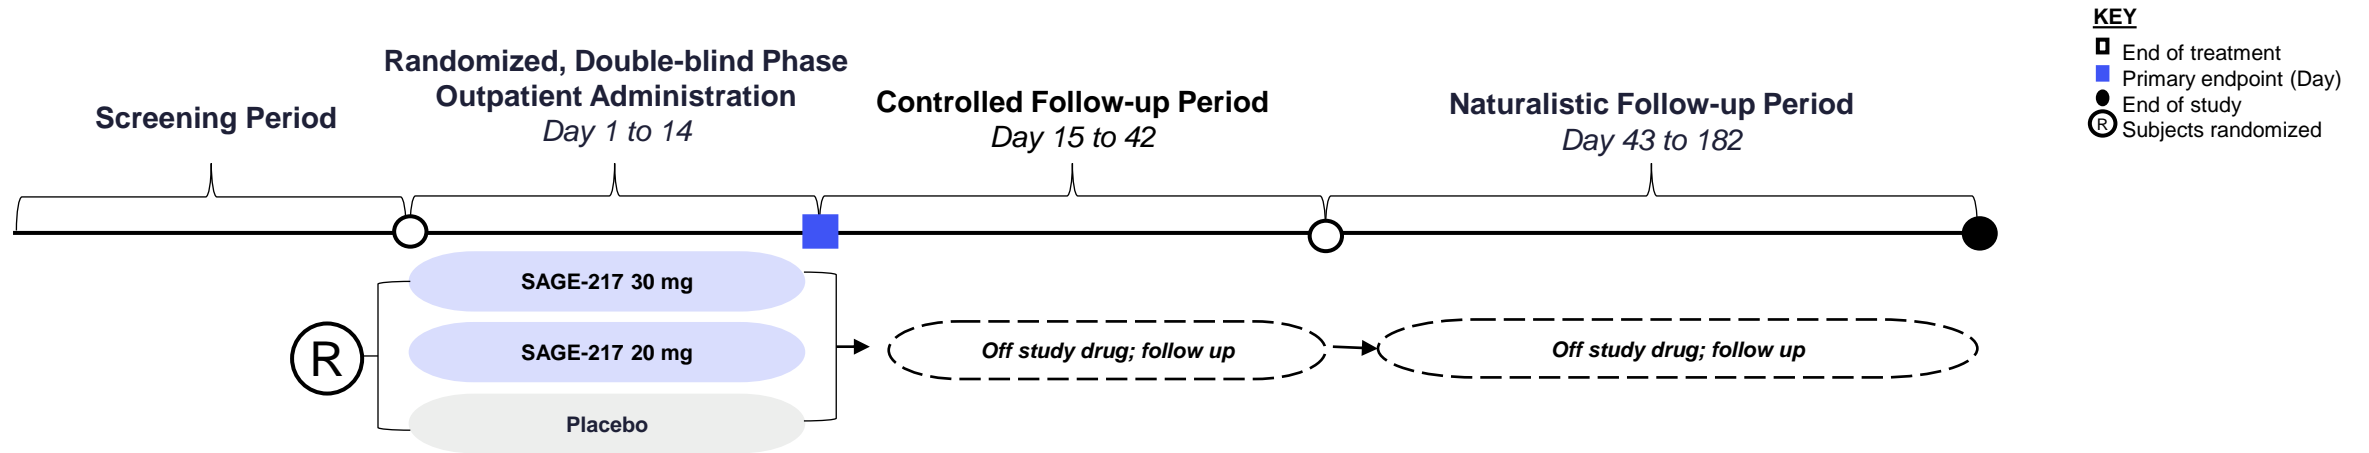 KEY
End of treatment
Primary endpoint (Day)
End of study
R Subjects randomized
Screening Period
Randomized, Double-blind Phase
Outpatient Administration
Day 1 to 14
Controlled Follow-up Period
Day 15 to 42
Naturalistic Follow-up Period
Day 43 to 182
R
SAGE-217 30 mg
SAGE-217 20 mg
Placebo
Off study drug; follow up
Off study drug; follow up